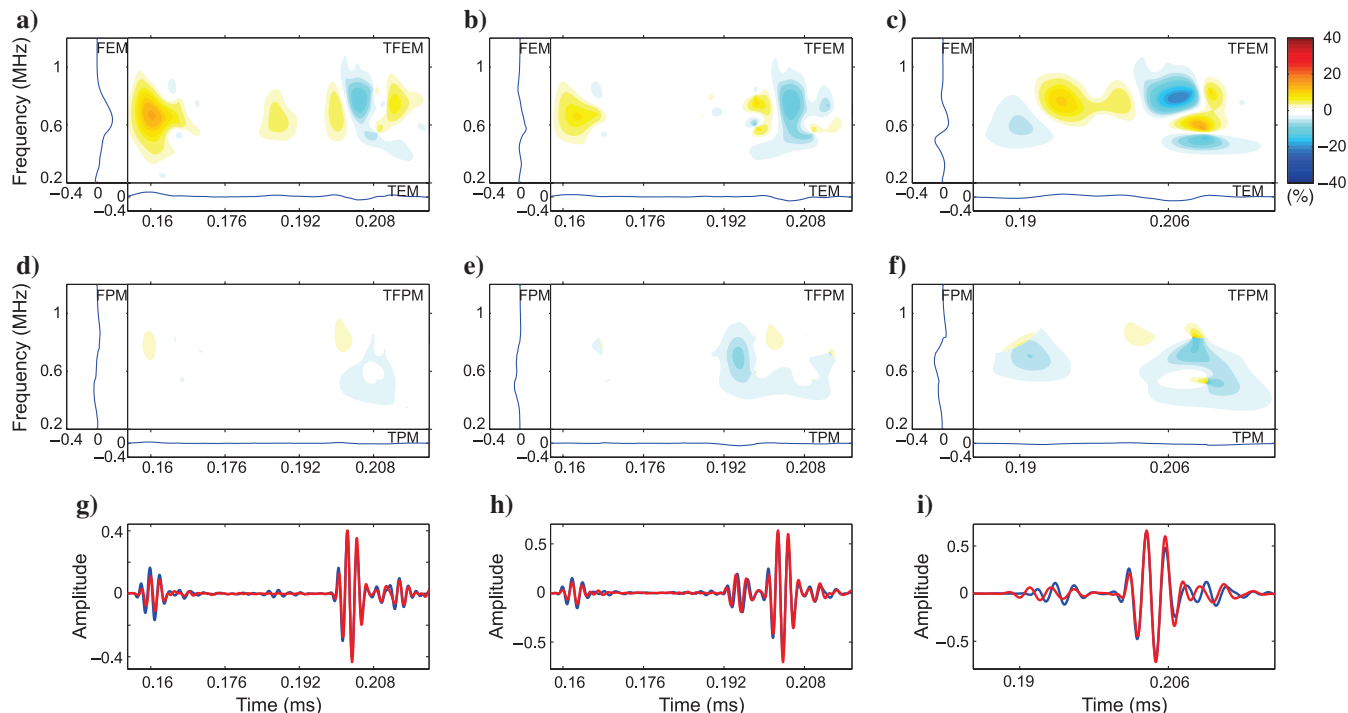 a)
FEM
TFEM
Frequency (MHz)
1
0.6
0.2
−0.4 0
0
−0.4
TEM
0.16 0.176 0.192 0.208
b)
FEM
TFEM
1
0.6
0.2
−0.4 0
0
−0.4
TEM
0.16 0.176 0.192 0.208
c)
FEM
TFEM
1
0.6
0.2
−0.4 0
0
−0.4
TEM
0.19 0.206
40
20
0
−20
−40
(%)
d)
FPM
TFPM
Frequency (MHz)
1
0.6
0.2
−0.4 0
0
−0.4
TPM
0.16 0.176 0.192 0.208
e)
FPM
TFPM
1
0.6
0.2
−0.4 0
0
−0.4
TPM
0.16 0.176 0.192 0.208
f)
FPM
TFPM
1
0.6
0.2
−0.4 0
0
−0.4
TPM
0.19 0.206
g)
Amplitude
0.4
0
−0.4
0.16 0.176 0.192 0.208
Time (ms)
h)
Amplitude
0.5
0
−0.5
0.16 0.176 0.192 0.208
Time (ms)
i)
Amplitude
0.5
0
−0.5
0.19 0.206
Time (ms)